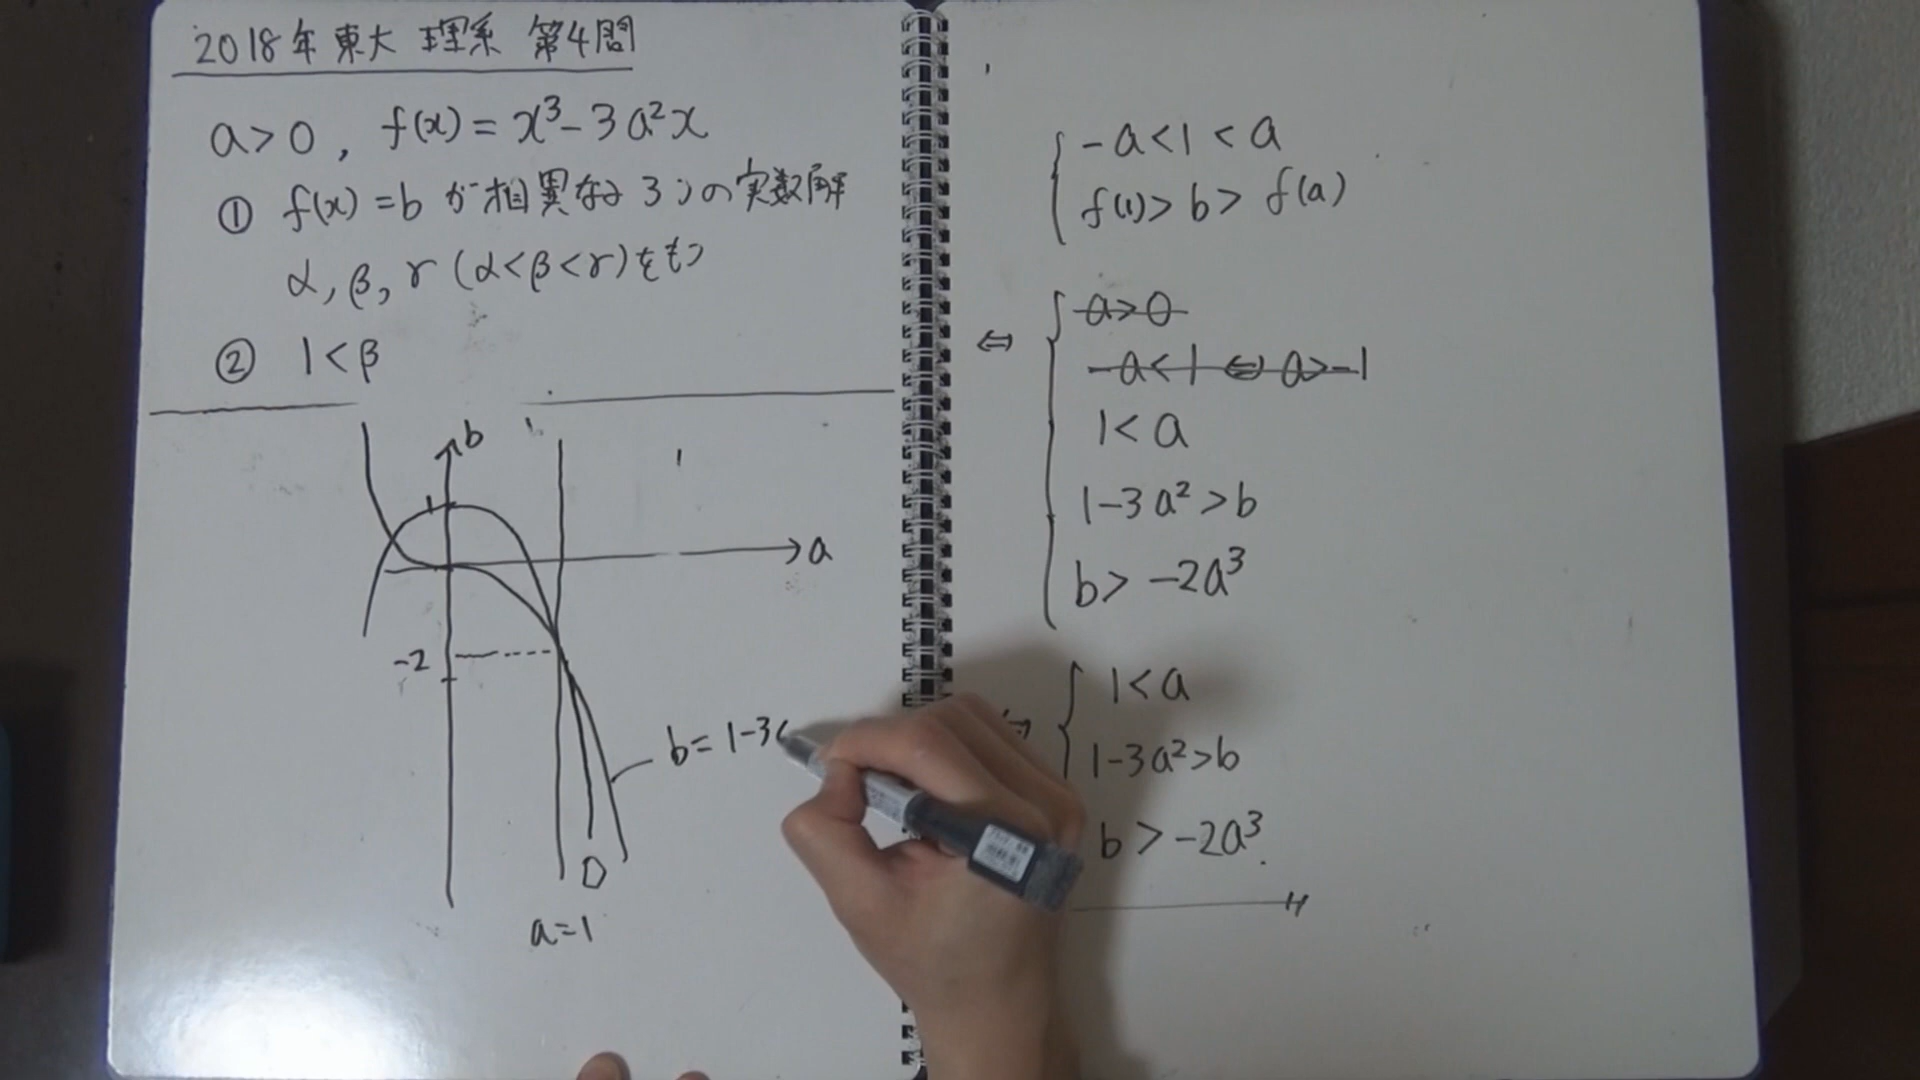 2018年 東大 理系 第4問
a>0, f(x)=x³-3a²x
① f(x)=bが相異なる3つの実数解
α, β, γ (α<β<γ)をもつ
② 1<β
b
1
a
-2
b=1-3a
D
a=1
-a<1<a
f(1)>b>f(a)
⇔ a>0
-a<1⇔a>-1
1<a
1-3a²>b
b>-2a³
⇔ 1<a
1-3a²>b
b>-2a³.